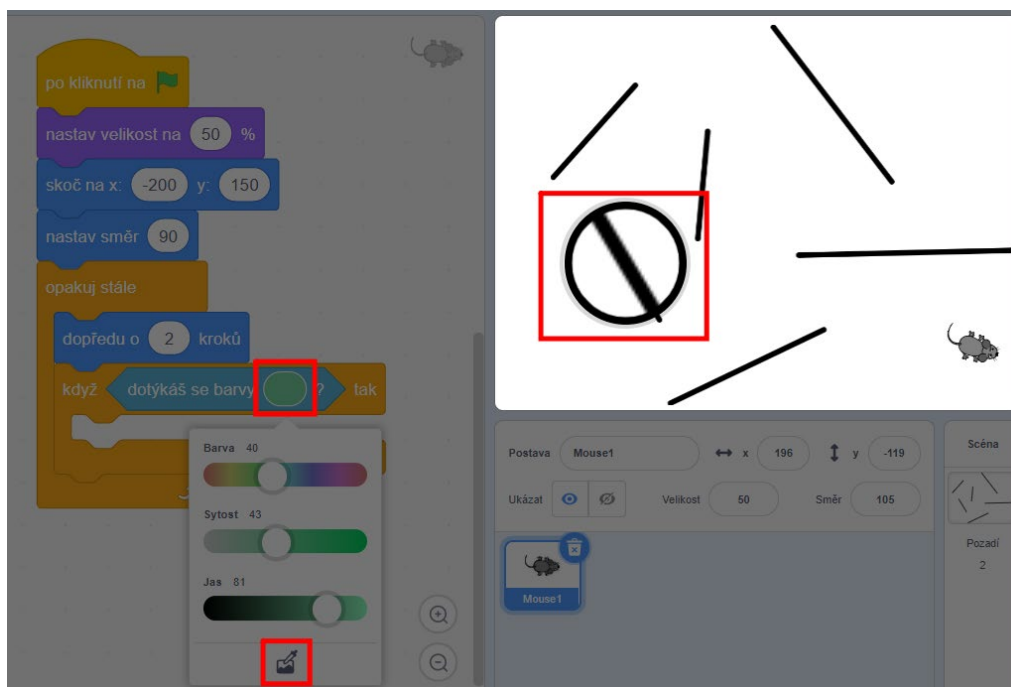 po kliknutí na
nastav velikost na 50 %
skoč na x: -200 y: 150
nastav směr 90
opakuj stále
dopředu o 2 kroků
když dotýkáš se barvy ? tak
Barva 40
Sytost 43
Jas 81
Postava Mouse1 x 196 y -119
Ukázat Velikost 50 Směr 105
Mouse1
Scéna
Pozadí
2